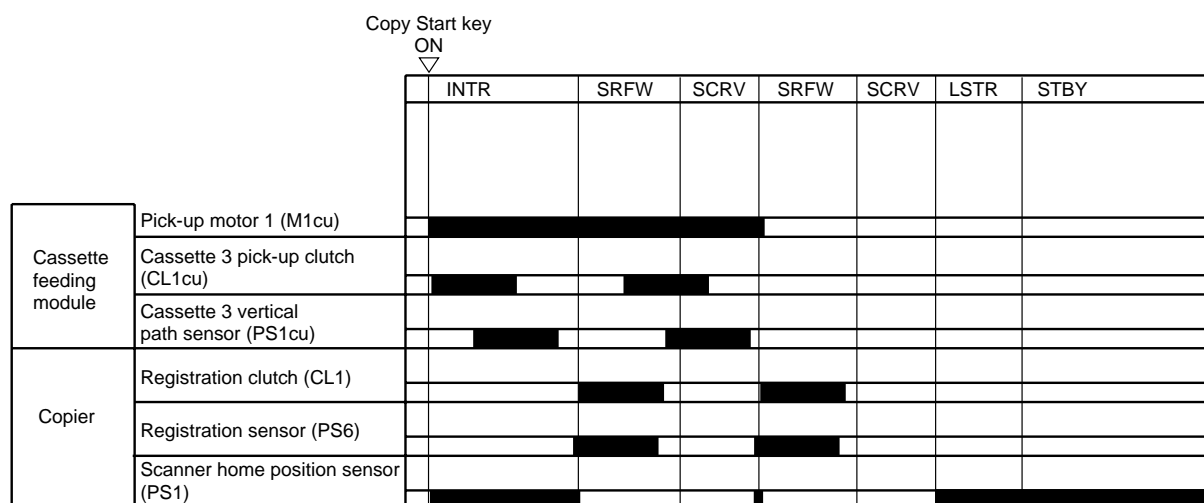 Copy Start key
ON
INTR SRFW SCRV SRFW SCRV LSTR STBY
Cassette
feeding
module
Pick-up motor 1 (M1cu)
Cassette 3 pick-up clutch
(CL1cu)
Cassette 3 vertical
path sensor (PS1cu)
Copier
Registration clutch (CL1)
Registration sensor (PS6)
Scanner home position sensor
(PS1)